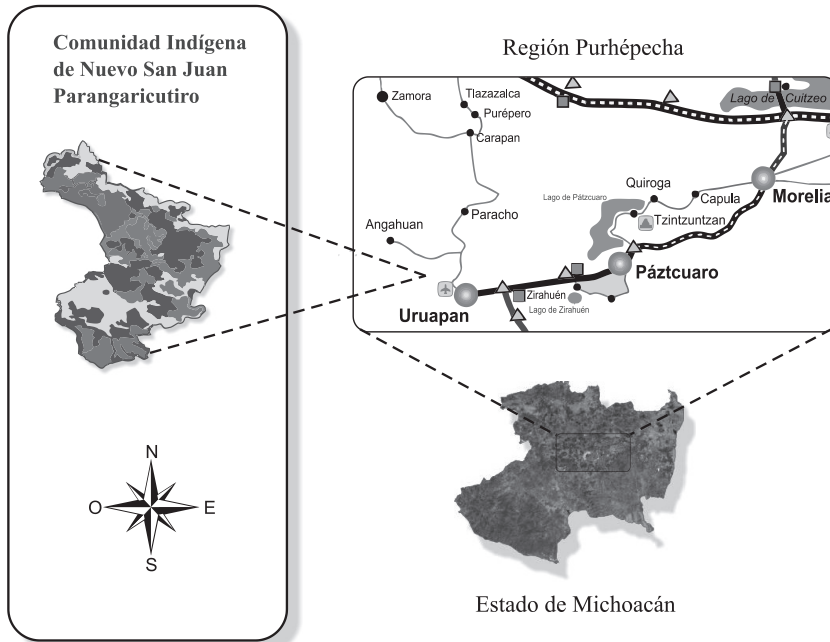 Comunidad Indígena
de Nuevo San Juan
Parangaricutiro
N
O
E
S
Región Purhépecha
Zamora
Tlazazalca
Purépero
Carapan
Lago de Cuitzeo
Quiroga
Capula
Morelia
Lago de Pátzcuaro
Tzintzuntzan
Paracho
Angahuan
Páztcuaro
Zirahuén
Uruapan
Lago de Zirahuén
Estado de Michoacán